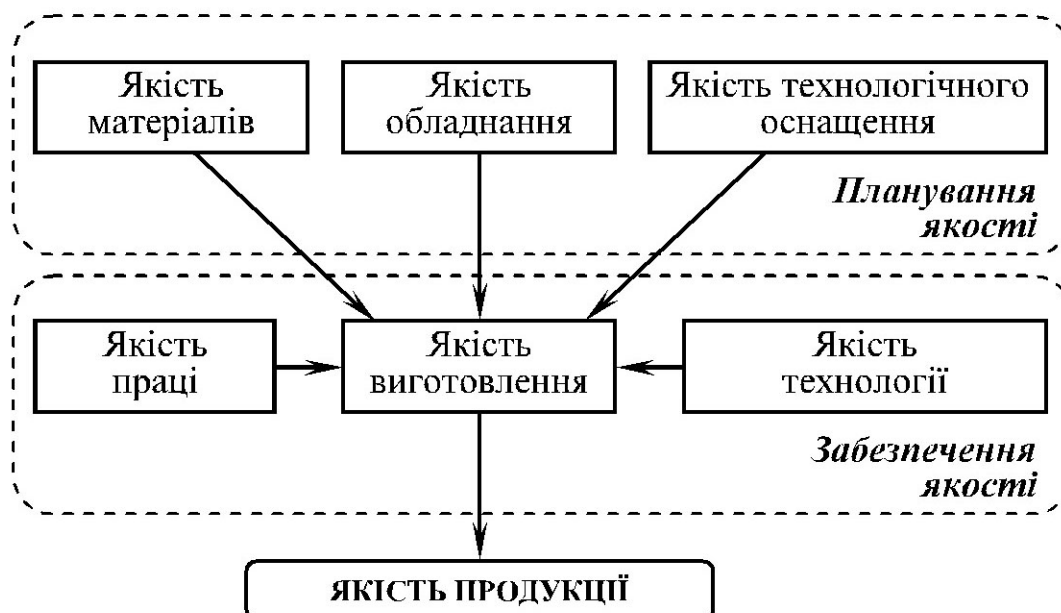 Якість
матеріалів
Якість
обладнання
Якість технологічного
оснащення
Планування
якості
Якість
праці
Якість
виготовлення
Якість
технології
Забезпечення
якості
ЯКІСТЬ ПРОДУКЦІЇ